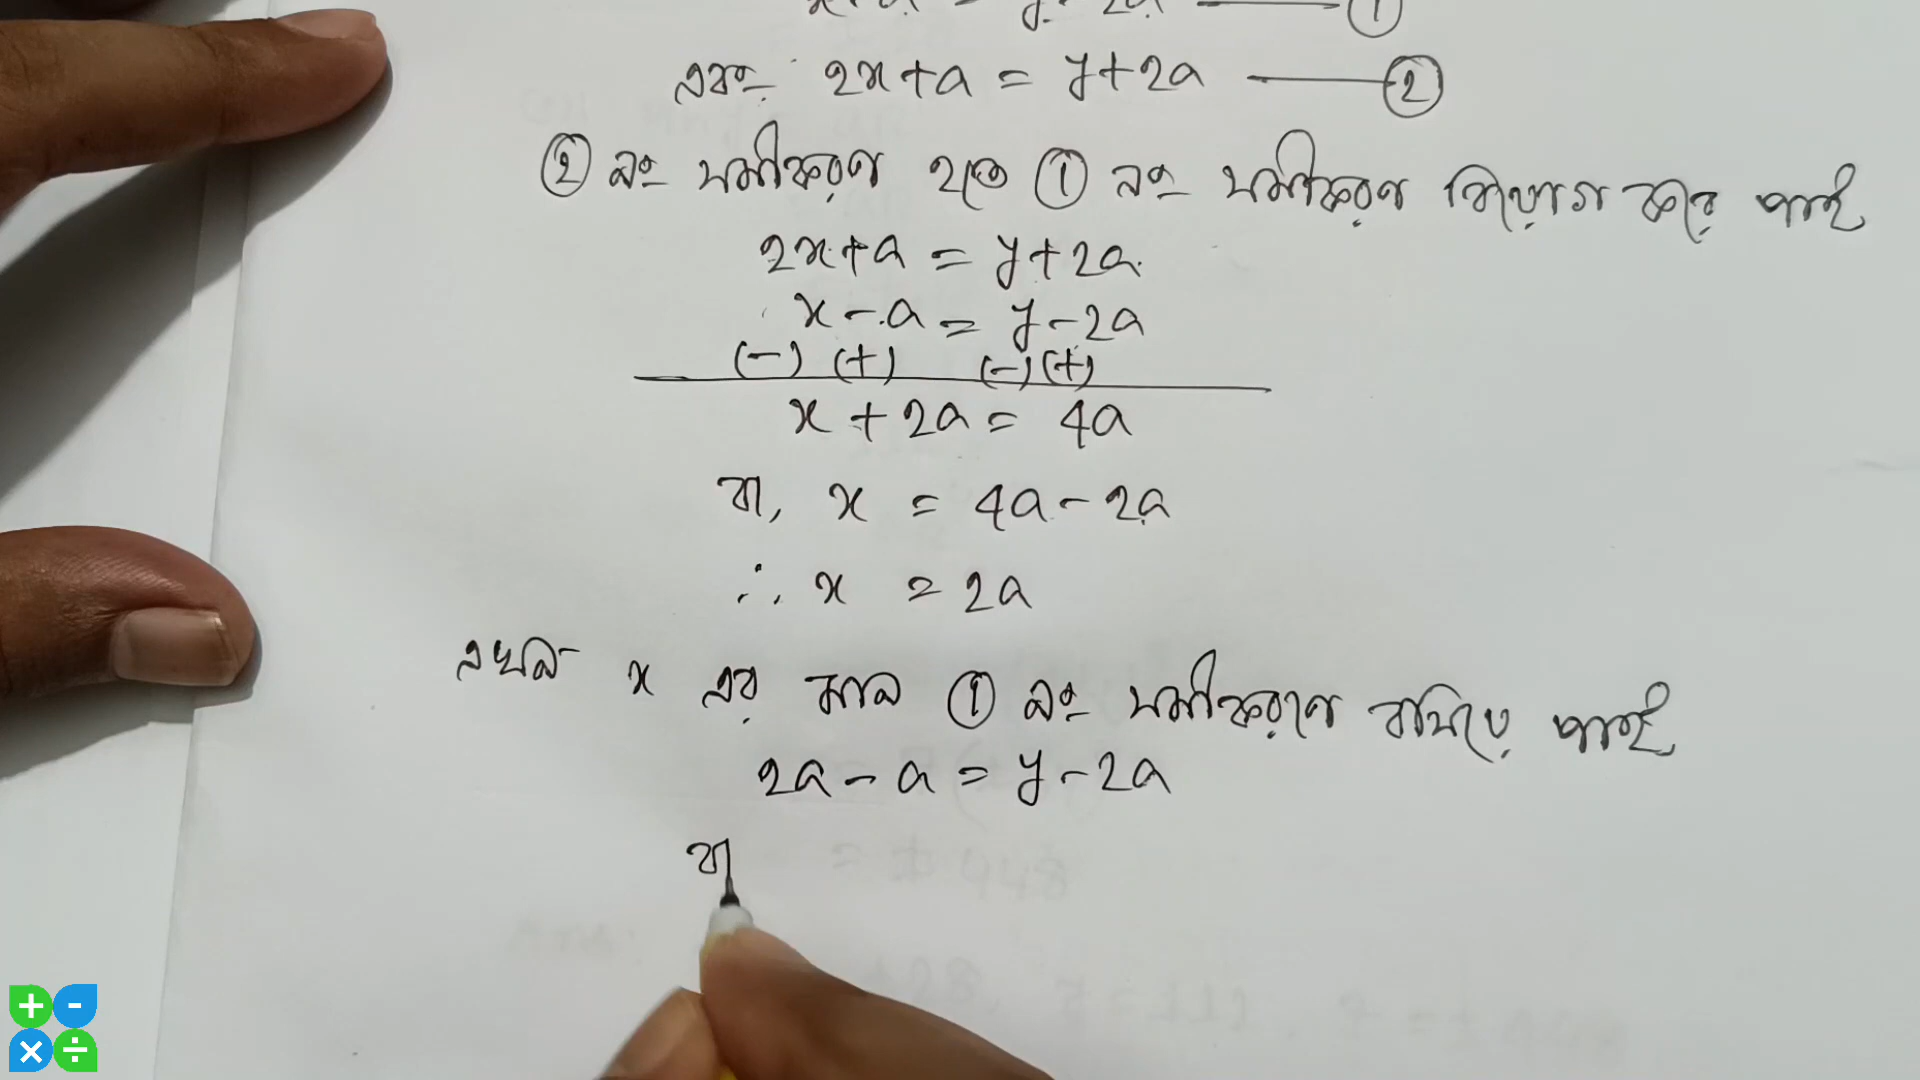 এবং 2x+a = y+2a —— ②
② নং সমীকরণ হতে ① নং সমীকরণ বিয়োগ করে পাই
2x+a = y+2a
x-a = y-2a
(-) (+) (-) (+)
x+2a = 4a
বা, x = 4a-2a
∴ x = 2a
এখন x এর মান ① নং সমীকরণে বসিয়ে পাই
2a-a = y-2a
বা
+ -
× ÷